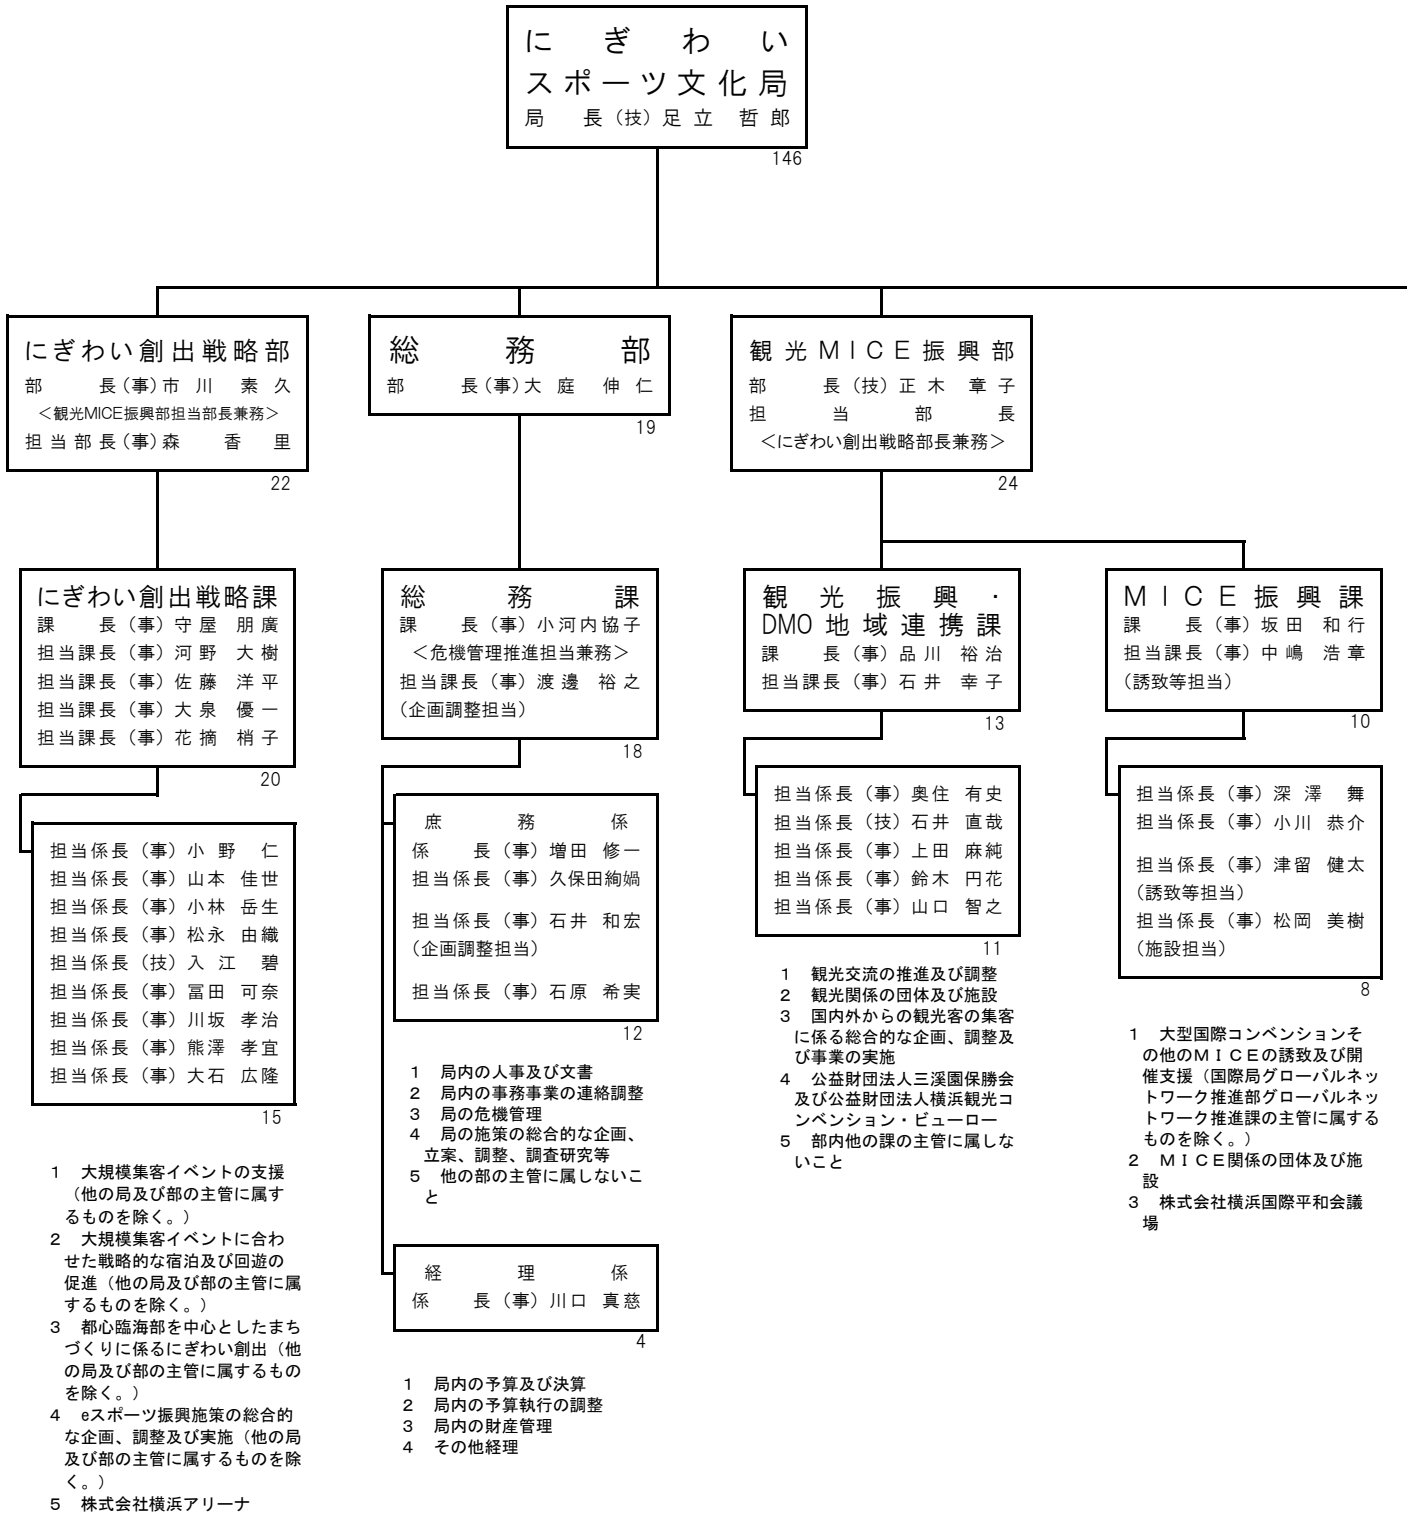 にぎわい
スポーツ文化局
局長（技）足立 哲郎
146
にぎわい創出戦略部
部長（事）市川 素久
＜観光MICE振興部担当部長兼務＞
担当部長（事）森 香里
22
にぎわい創出戦略課
課長（事）守屋 朋廣
担当課長（事）河野 大樹
担当課長（事）佐藤 洋平
担当課長（事）大泉 優一
担当課長（事）花摘 梢子
20
担当係長（事）小野 仁
担当係長（事）山本 佳世
担当係長（事）小林 岳生
担当係長（事）松永 由織
担当係長（技）入江 碧
担当係長（事）冨田 可奈
担当係長（事）川坂 孝治
担当係長（事）熊澤 孝宜
担当係長（事）大石 広隆
15
1 大規模集客イベントの支援
（他の局及び部の主管に属す
るものを除く。）
2 大規模集客イベントに合わ
せた戦略的な宿泊及び回遊の
促進（他の局及び部の主管に属
するものを除く。）
3 都心臨海部を中心としたまち
づくりに係るにぎわい創出（他
の局及び部の主管に属するもの
を除く。）
4 eスポーツ振興施策の総合的
な企画、調整及び実施（他の局
及び部の主管に属するものを除
く。）
5 株式会社横浜アリーナ
総務部
部長（事）大庭 伸仁
19
総務課
課長（事）小河内協子
＜危機管理推進担当兼務＞
担当課長（事）渡邊 裕之
（企画調整担当）
18
庶務係
係長（事）増田 修一
担当係長（事）久保田絢媧
担当係長（事）石井 和宏
（企画調整担当）
担当係長（事）石原 希実
12
1 局内の人事及び文書
2 局内の事務事業の連絡調整
3 局の危機管理
4 局の施策の総合的な企画、
立案、調整、調査研究等
5 他の部の主管に属しないこ
と
経理係
係長（事）川口 真慈
4
1 局内の予算及び決算
2 局内の予算執行の調整
3 局内の財産管理
4 その他経理
観光MICE振興部
部長（技）正木 章子
担当部長
＜にぎわい創出戦略部長兼務＞
24
観光振興・
DMO地域連携課
課長（事）品川 裕治
担当課長（事）石井 幸子
13
担当係長（事）奥住 有史
担当係長（技）石井 直哉
担当係長（事）上田 麻純
担当係長（事）鈴木 円花
担当係長（事）山口 智之
11
1 観光交流の推進及び調整
2 観光関係の団体及び施設
3 国内外からの観光客の集客
に係る総合的な企画、調整及
び事業の実施
4 公益財団法人三溪園保勝会
及び公益財団法人横浜観光コ
ンベンション・ビューロー
5 部内他の課の主管に属しな
いこと
MICE振興課
課長（事）坂田 和行
担当課長（事）中嶋 浩章
（誘致等担当）
10
担当係長（事）深澤 舞
担当係長（事）小川 恭介
担当係長（事）津留 健太
（誘致等担当）
担当係長（事）松岡 美樹
（施設担当）
8
1 大型国際コンベンションそ
の他のＭＩＣＥの誘致及び開
催支援（国際局グローバルネッ
トワーク推進部グローバルネッ
トワーク推進課の主管に属する
ものを除く。）
2 ＭＩＣＥ関係の団体及び施
設
3 株式会社横浜国際平和会議
場